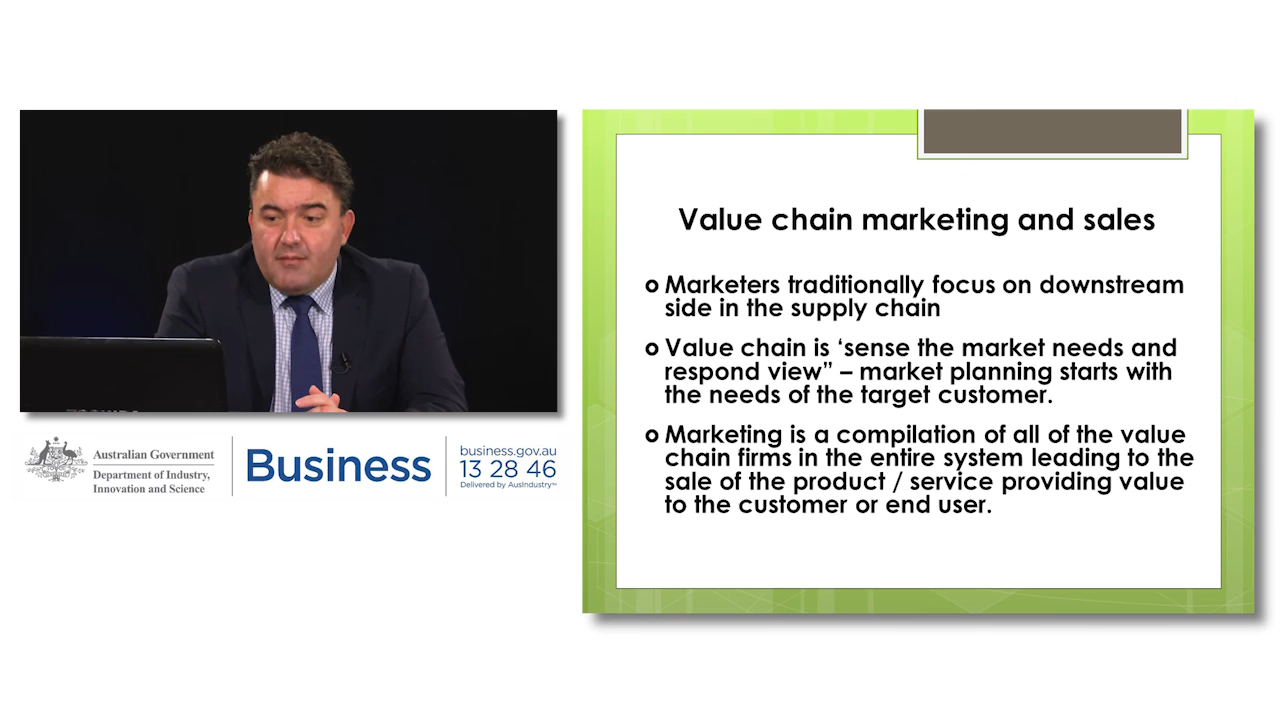 Australian Government
Department of Industry,
Innovation and Science
Business
business.gov.au
13 28 46
Delivered by AusIndustry™
Value chain marketing and sales
Marketers traditionally focus on downstream
side in the supply chain
Value chain is ‘sense the market needs and
respond view” – market planning starts with
the needs of the target customer.
Marketing is a compilation of all of the value
chain firms in the entire system leading to the
sale of the product / service providing value
to the customer or end user.